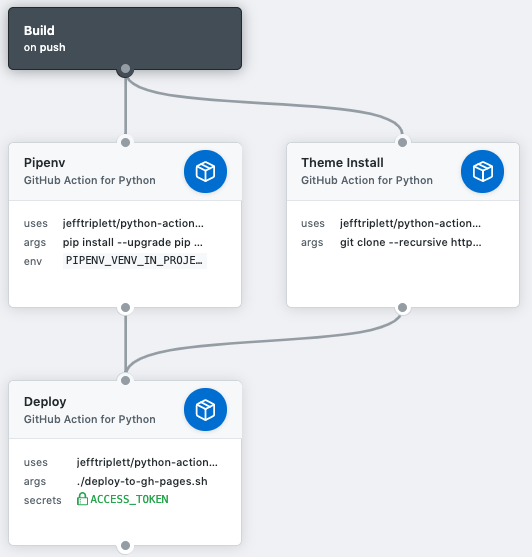 Build
on push
Pipenv
GitHub Action for Python
uses jefftriplett/python-action...
args pip install --upgrade pip ...
env PIPENV_VENV_IN_PROJE…
Theme Install
GitHub Action for Python
uses jefftriplett/python-action...
args git clone --recursive http...
Deploy
GitHub Action for Python
uses jefftriplett/python-action...
args ./deploy-to-gh-pages.sh
secrets ACCESS_TOKEN